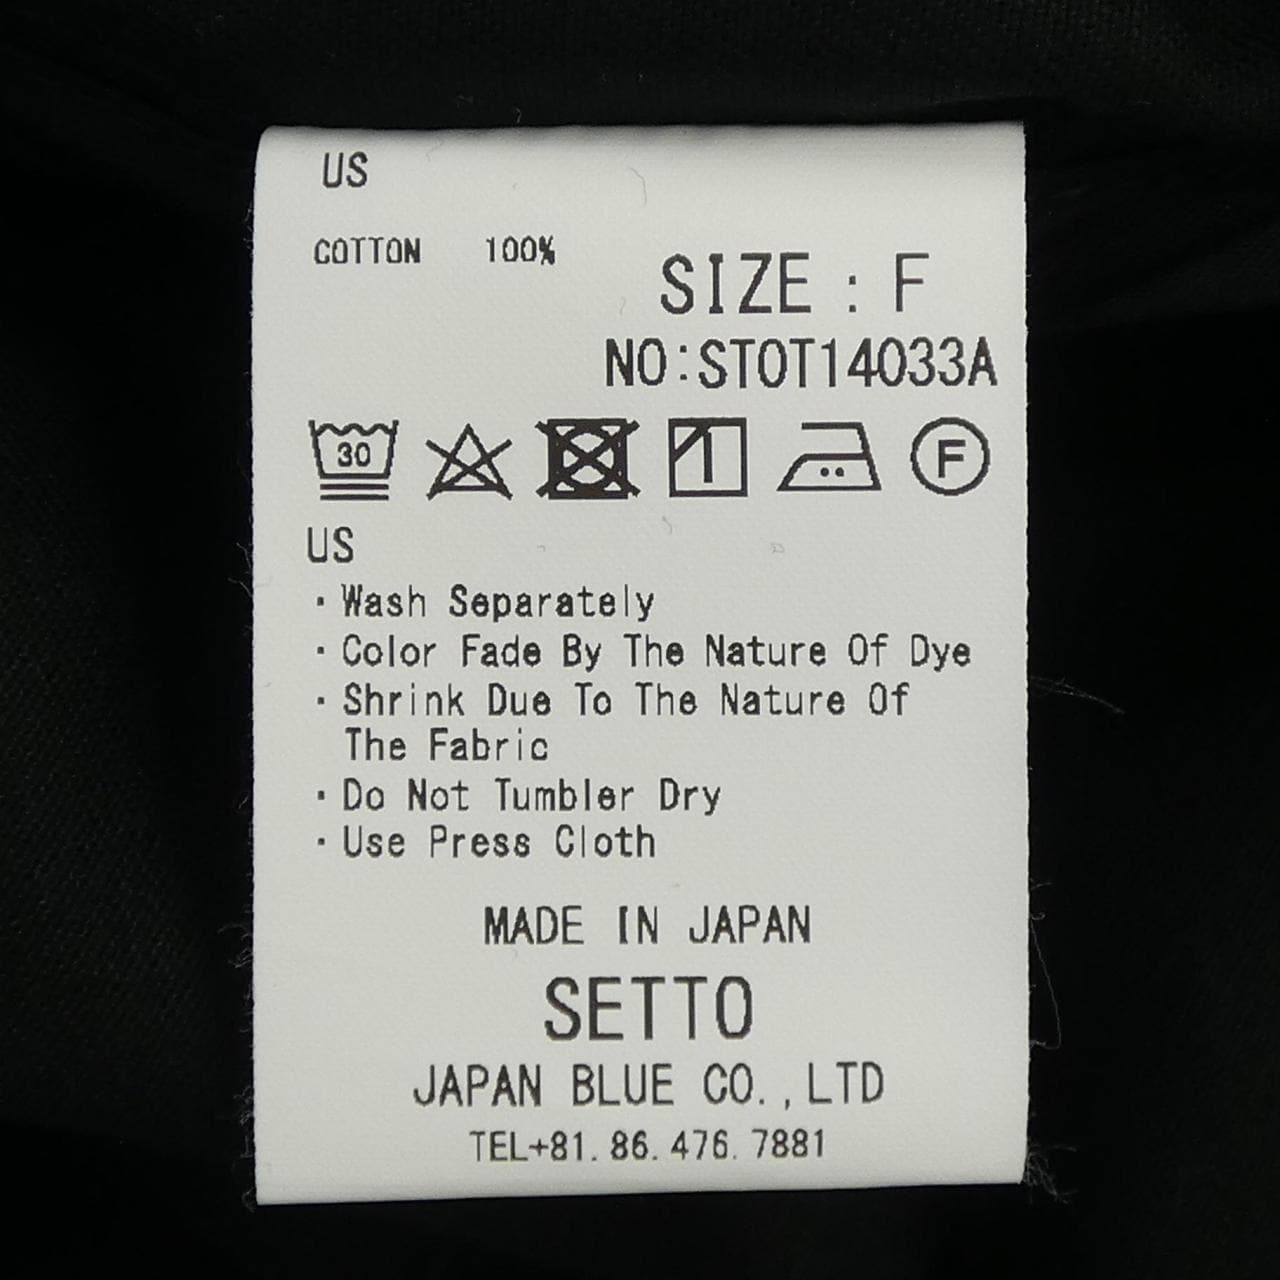 US
COTTON 100%
SIZE : F
NO:STOT14033A
30 F
US
・Wash Separately
・Color Fade By The Nature Of Dye
・Shrink Due To The Nature Of
The Fabric
・Do Not Tumbler Dry
・Use Press Cloth
MADE IN JAPAN
SETTO
JAPAN BLUE CO.,LTD
TEL+81.86.476.7881